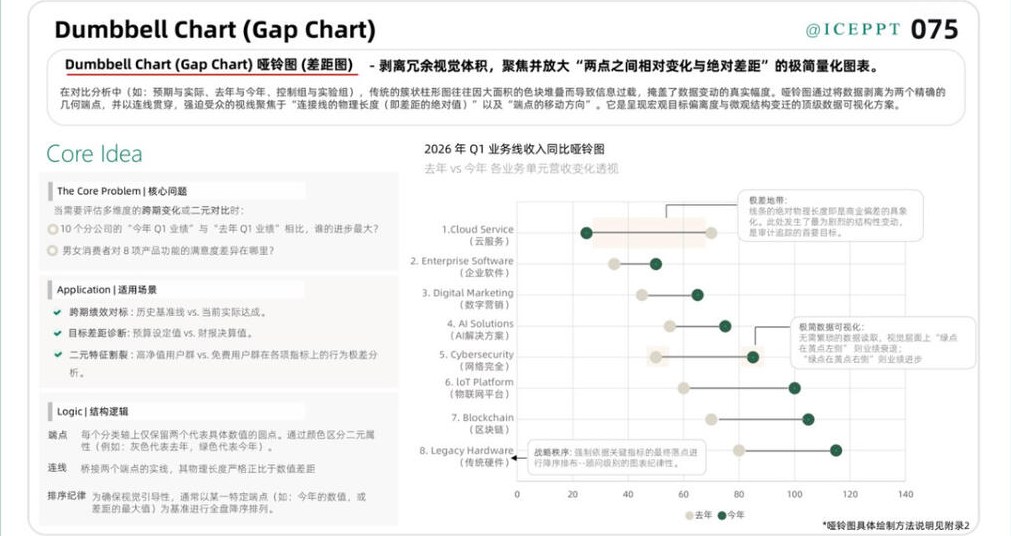 Dumbbell Chart (Gap Chart)
@ICEPPT 075
Dumbbell Chart (Gap Chart) 哑铃图 (差距图) - 剥离冗余视觉体积，聚焦并放大“两点之间相对变化与绝对差距”的极简量化图表。
在对比分析中（如：预期与实际、去年与今年、控制组与实验组），传统的簇状柱形图往往因大面积的色块堆叠而导致信息过载，掩盖了数据变动的真实幅度。哑铃图通过将数据剥离为两个精确的
几何端点，并以连线贯穿，强迫受众的视线聚焦于“连接线的物理长度（即差距的绝对值）”以及“端点的移动方向”。它是呈现宏观目标偏离度与微观结构变迁的顶级数据可视化方案。
Core Idea
The Core Problem | 核心问题
当需要评估多维度的跨期变化或二元对比时:
10 个分公司的“今年 Q1 业绩”与“去年 Q1 业绩”相比，谁的进步最大?
男女消费者对 8 项产品功能的满意度差异在哪里?
Application | 适用场景
跨期绩效对标 : 历史基准线 vs. 当前实际达成。
目标差距诊断: 预算设定值 vs. 财报决算值。
二元特征割裂 : 高净值用户群 vs. 免费用户群在各项指标上的行为极差分
析。
Logic | 结构逻辑
端点 每个分类轴上仅保留两个代表具体数值的圆点。通过颜色区分二元属
性（例如：灰色代表去年，绿色代表今年）。
连线 桥接两个端点的实线，其物理长度严格正比于数值差距
排序纪律 为确保视觉引导性，通常以某一特定端点（如：今年的数值，或
差距的最大值）为基准进行全盘降序排列。
2026 年 Q1 业务线收入同比哑铃图
去年 vs 今年 各业务单元营收变化透视
1.Cloud Service
（云服务）
2. Enterprise Software
（企业软件）
3. Digital Marketing
（数字营销）
4. AI Solutions
（AI解决方案）
5. Cybersecurity
（网络完全）
6. IoT Platform
（物联网平台）
7. Blockchain
（区块链）
8. Legacy Hardware
（传统硬件）
极差地带:
线条的绝对物理长度即是商业偏差的具象
化。此处发生了最为剧烈的结构性变动，
是审计追踪的首要目标。
极简数据可视化:
无需繁琐的数据读取，视觉层面上“绿点
在黄点左侧”则业绩衰退；
“绿点在黄点右侧”则业绩进步
战略秩序: 强制依据关键指标的最终落点进
行降序排布--顾问级别的图表纪律性。
0 20 40 60 80 100 120 140
去年 今年
*哑铃图具体绘制方法说明见附录2